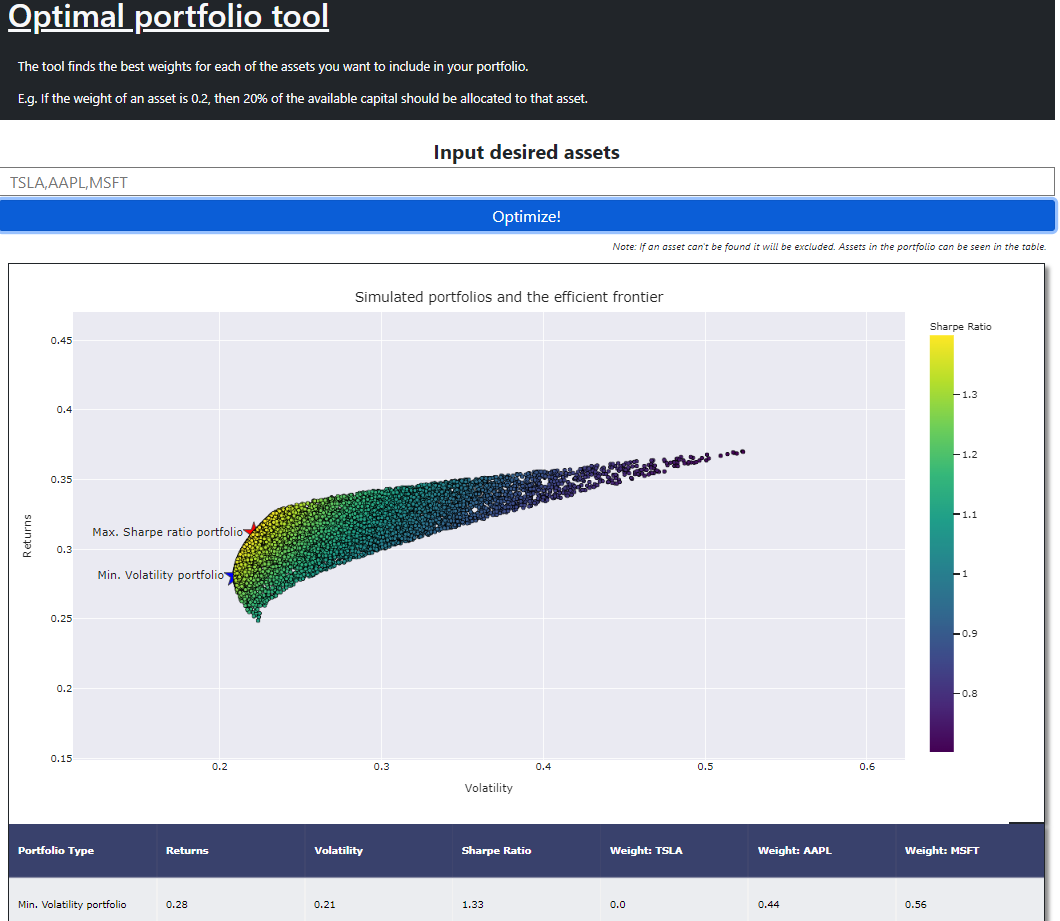 Optimal portfolio tool
The tool finds the best weights for each of the assets you want to include in your portfolio.
E.g. If the weight of an asset is 0.2, then 20% of the available capital should be allocated to that asset.
Input desired assets
TSLA,AAPL,MSFT
Optimize!
Note: If an asset can't be found it will be excluded. Assets in the portfolio can be seen in the table.
Simulated portfolios and the efficient frontier
Sharpe Ratio
0.45
0.4
0.35
0.3
0.25
0.2
0.15
Returns
Max. Sharpe ratio portfolio
Min. Volatility portfolio
1.3
1.2
1.1
1
0.9
0.8
0.2 0.3 0.4 0.5 0.6
Volatility
Portfolio Type Returns Volatility Sharpe Ratio Weight: TSLA Weight: AAPL Weight: MSFT
Min. Volatility portfolio 0.28 0.21 1.33 0.0 0.44 0.56